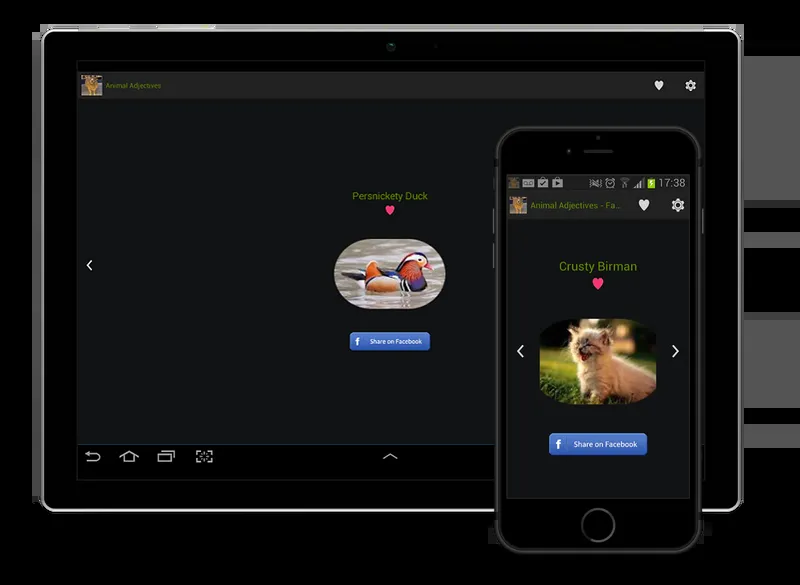 Animal Adjectives
Persnickety Duck
Share on Facebook
17:38
Animal Adjectives - Fa...
Crusty Birman
Share on Facebook